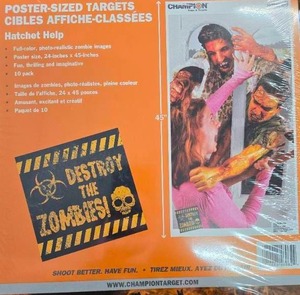 POSTER-SIZED TARGETS
CIBLES AFFICHE-CLASSÉES
Hatchet Help
• Full-color, photo-realistic zombie images
• Poster size, 24-inches x 45-inches
• Fun, thrilling and imaginative
• 10 pack
• Images de zombies, photo-réalistes, pleine couleur
• Taille de l'affiche, 24 x 45 pouces
• Amusant, excitant et créatif
• Paquet de 10
CHAMPION
45"
DESTROY
THE
ZOMBIES!
SHOOT BETTER. HAVE FUN. • TIREZ MIEUX. AYEZ
WWW.CHAMPIONTARGET.COM